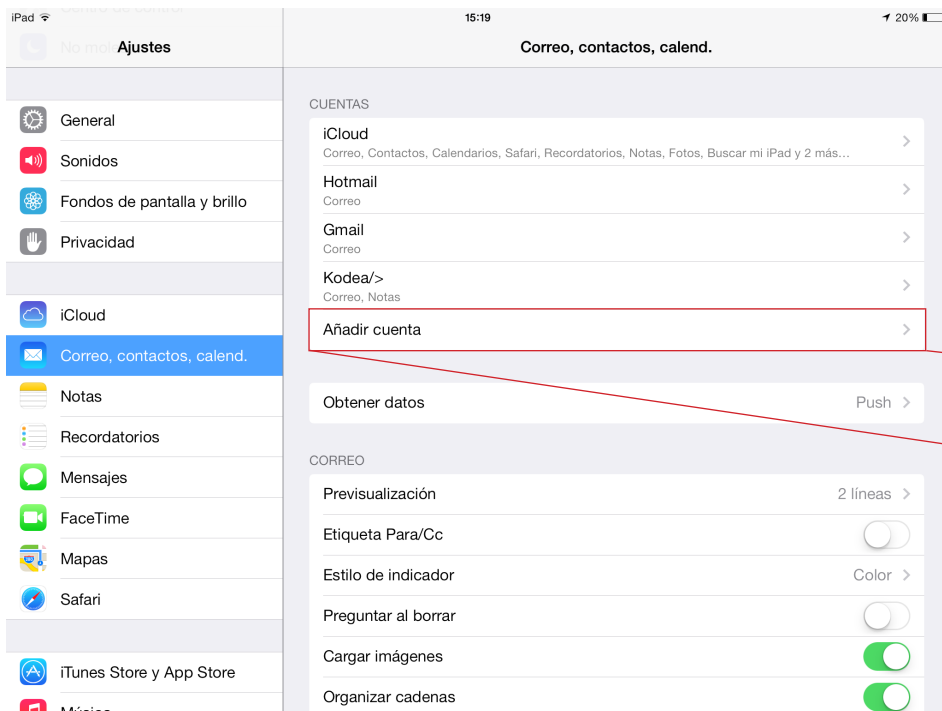 iPad
15:19
20%
Ajustes
Correo, contactos, calend.
General
Sonidos
Fondos de pantalla y brillo
Privacidad
iCloud
Correo, contactos, calend.
Notas
Recordatorios
Mensajes
FaceTime
Mapas
Safari
iTunes Store y App Store
Música
CUENTAS
iCloud
Correo, Contactos, Calendarios, Safari, Recordatorios, Notas, Fotos, Buscar mi iPad y 2 más…
Hotmail
Correo
Gmail
Correo
Kodea/>
Correo, Notas
Añadir cuenta
Obtener datos Push
CORREO
Previsualización 2 líneas
Etiqueta Para/Cc
Estilo de indicador Color
Preguntar al borrar
Cargar imágenes
Organizar cadenas